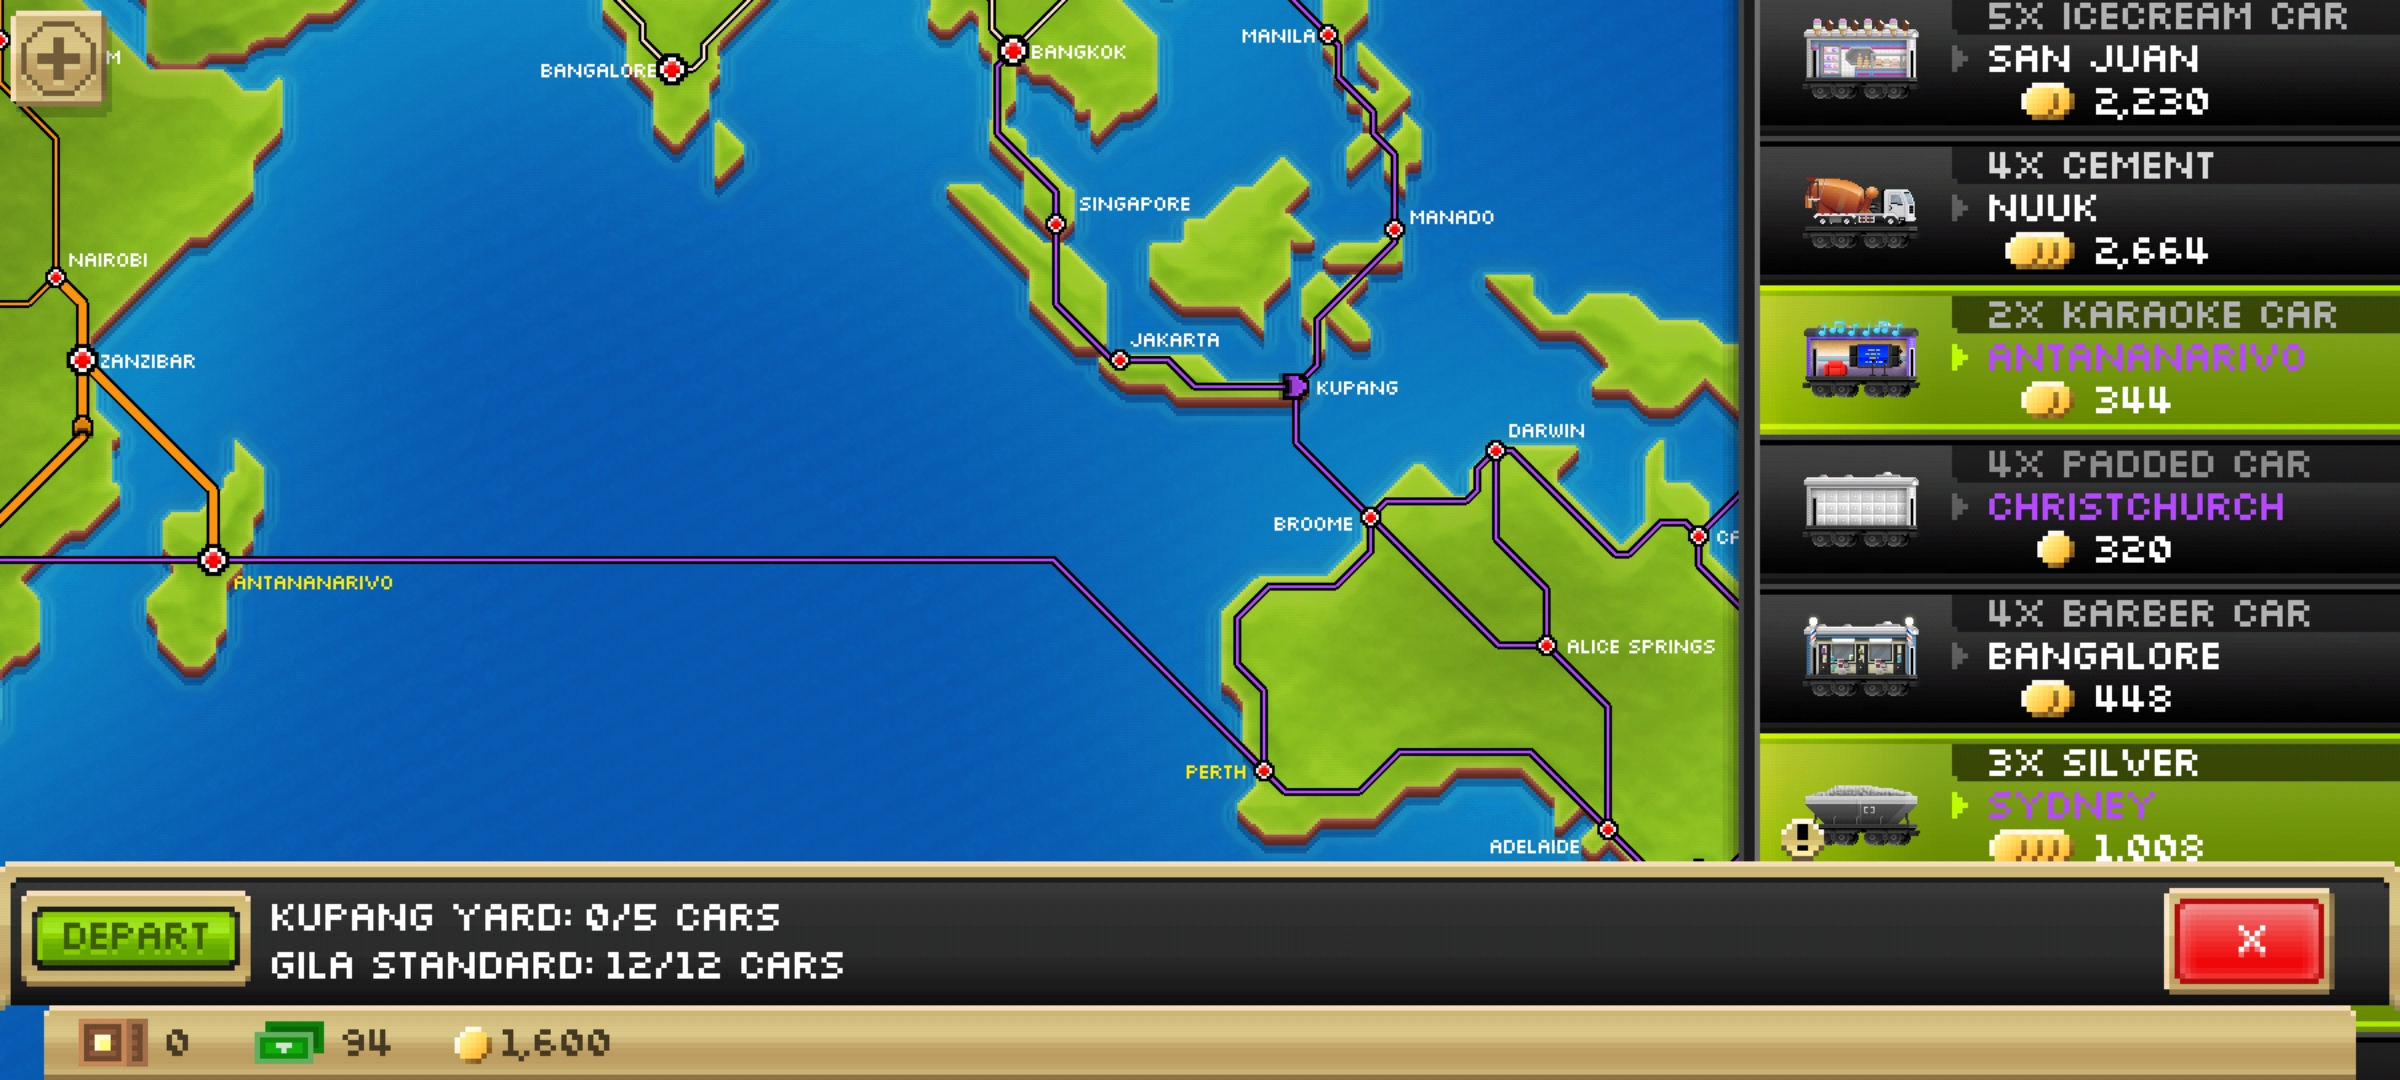 M
BANGALORE
BANGKOK
MANILA
SINGAPORE
MANADO
NAIROBI
JAKARTA
ZANZIBAR
KUPANG
DARWIN
BROOME
ANTANANARIVO
ALICE SPRINGS
PERTH
ADELAIDE
5X ICECREAM CAR
SAN JUAN
2,230
4X CEMENT
NUUK
2,664
2X KARAOKE CAR
ANTANANARIVO
344
4X PADDED CAR
CHRISTCHURCH
320
4X BARBER CAR
BANGALORE
448
3X SILVER
SYDNEY
1,008
DEPART
KUPANG YARD: 0/5 CARS
GILA STANDARD: 12/12 CARS
X
0
94
1,600